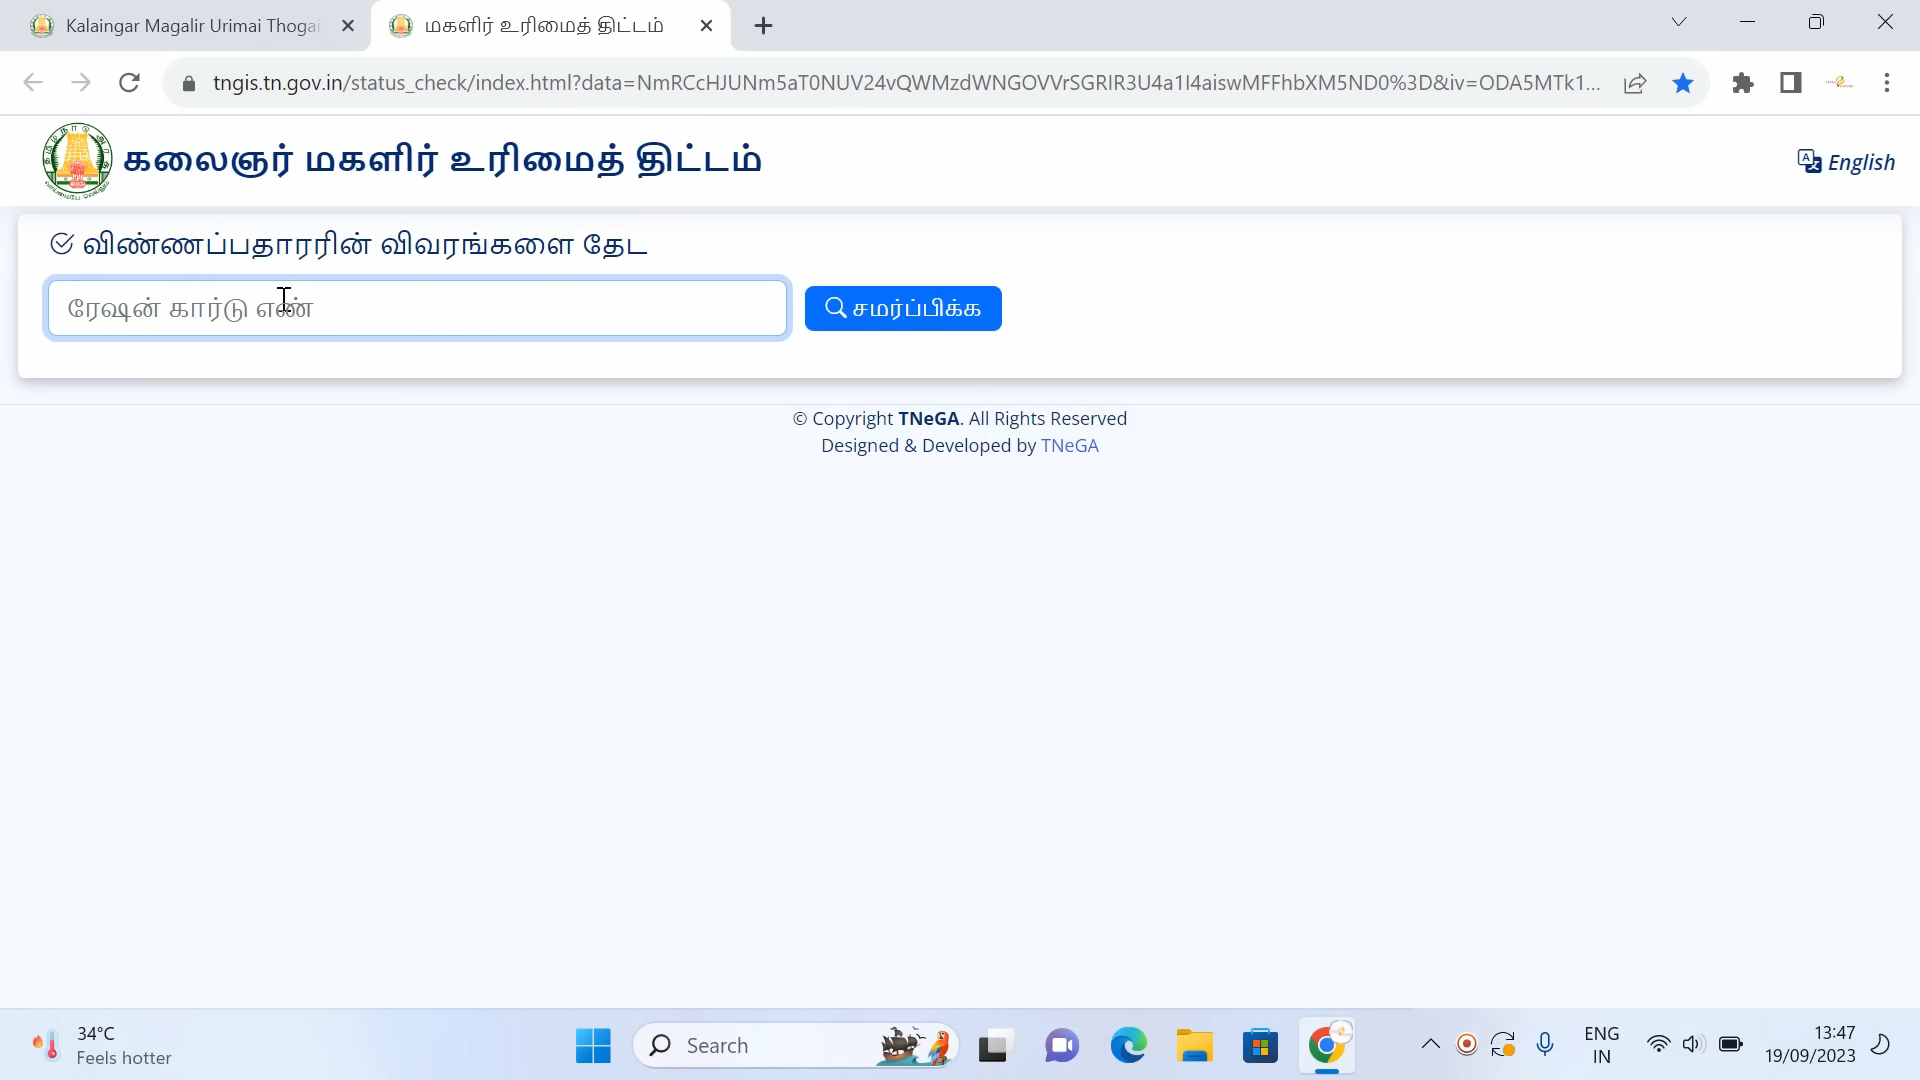 Kalaingar Magalir Urimai Thogai
மகளிர் உரிமைத் திட்டம்
tngis.tn.gov.in/status_check/index.html?data=NmRCcHJUNm5aT0NUV24vQWMzdWNGOVVrSGRIR3U4a1l4aiswMFFhbXM5ND0%3D&iv=ODA5MTk1...
கலைஞர் மகளிர் உரிமைத் திட்டம்
English
விண்ணப்பதாரரின் விவரங்களை தேட
ரேஷன் கார்டு எண்
சமர்ப்பிக்க
© Copyright TNeGA. All Rights Reserved
Designed & Developed by TNeGA
34°C
Feels hotter
Search
ENG
IN
13:47
19/09/2023